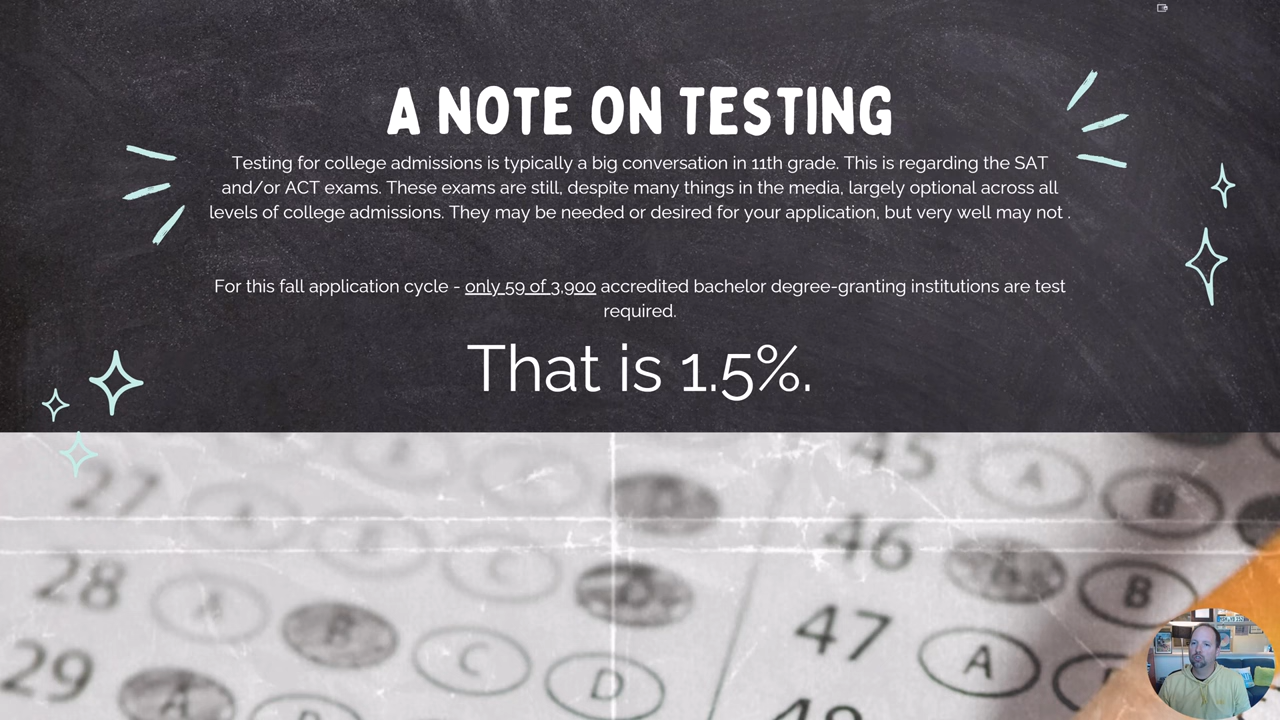 A NOTE ON TESTING
Testing for college admissions is typically a big conversation in 11th grade. This is regarding the SAT
and/or ACT exams. These exams are still, despite many things in the media, largely optional across all
levels of college admissions. They may be needed or desired for your application, but very well may not .
For this fall application cycle - only 59 of 3,900 accredited bachelor degree-granting institutions are test
required.
That is 1.5%.
27 A B C D
28 A B C D
29 A B C D
45 A B
46 A B
47 A B
48